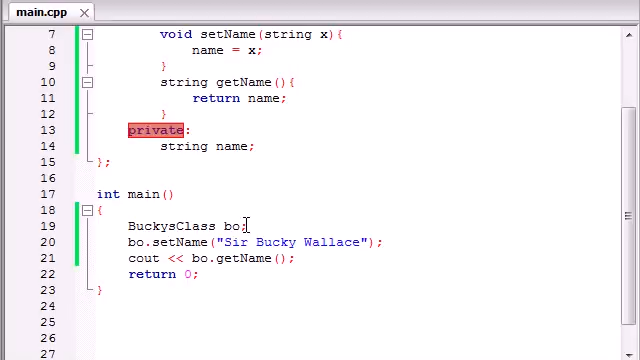 main.cpp
7 void setName(string x){
8 name = x;
9 }
10 string getName(){
11 return name;
12 }
13 private:
14 string name;
15 };
16
17 int main()
18 {
19 BuckysClass bo;
20 bo.setName("Sir Bucky Wallace");
21 cout << bo.getName();
22 return 0;
23 }
24
25
26
27